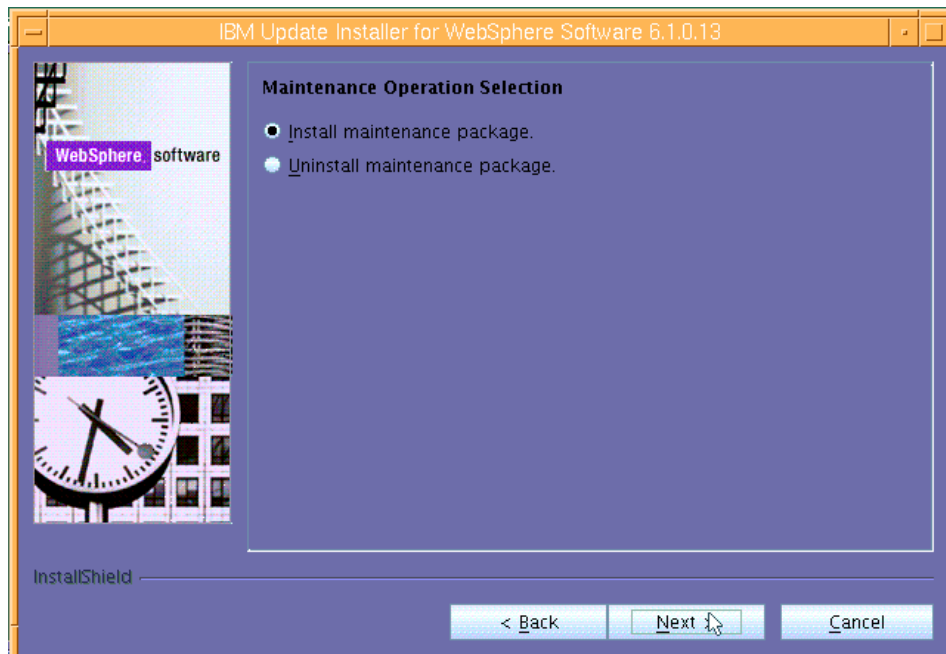 IBM Update Installer for WebSphere Software 6.1.0.13
WebSphere. software
Maintenance Operation Selection
Install maintenance package.
Uninstall maintenance package.
InstallShield
< Back
Next >
Cancel